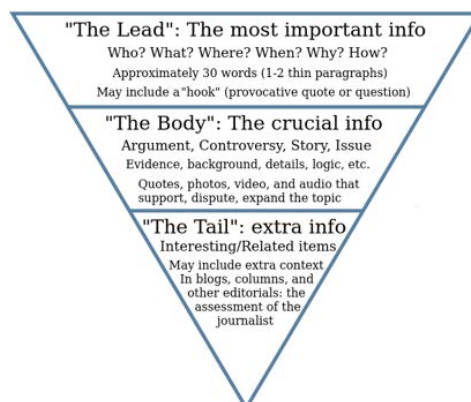 "The Lead": The most important info
Who? What? Where? When? Why? How?
Approximately 30 words (1-2 thin paragraphs)
May include a "hook" (provocative quote or question)
"The Body": The crucial info
Argument, Controversy, Story, Issue
Evidence, background, details, logic, etc.
Quotes, photos, video, and audio that
support, dispute, expand the topic
"The Tail": extra info
Interesting/Related items
May include extra context
In blogs, columns, and
other editorials: the
assessment of the
journalist